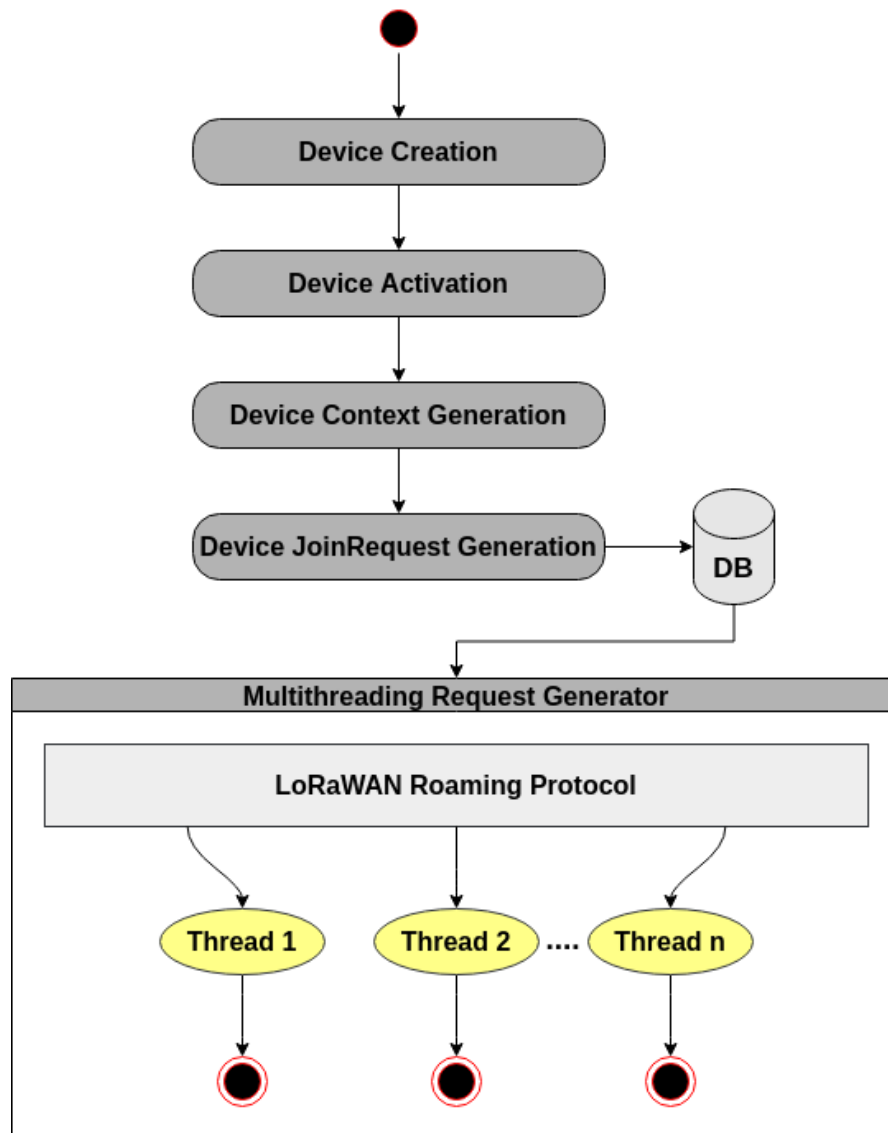 Device Creation
Device Activation
Device Context Generation
Device JoinRequest Generation
DB
Multithreading Request Generator
LoRaWAN Roaming Protocol
Thread 1
Thread 2
....
Thread n